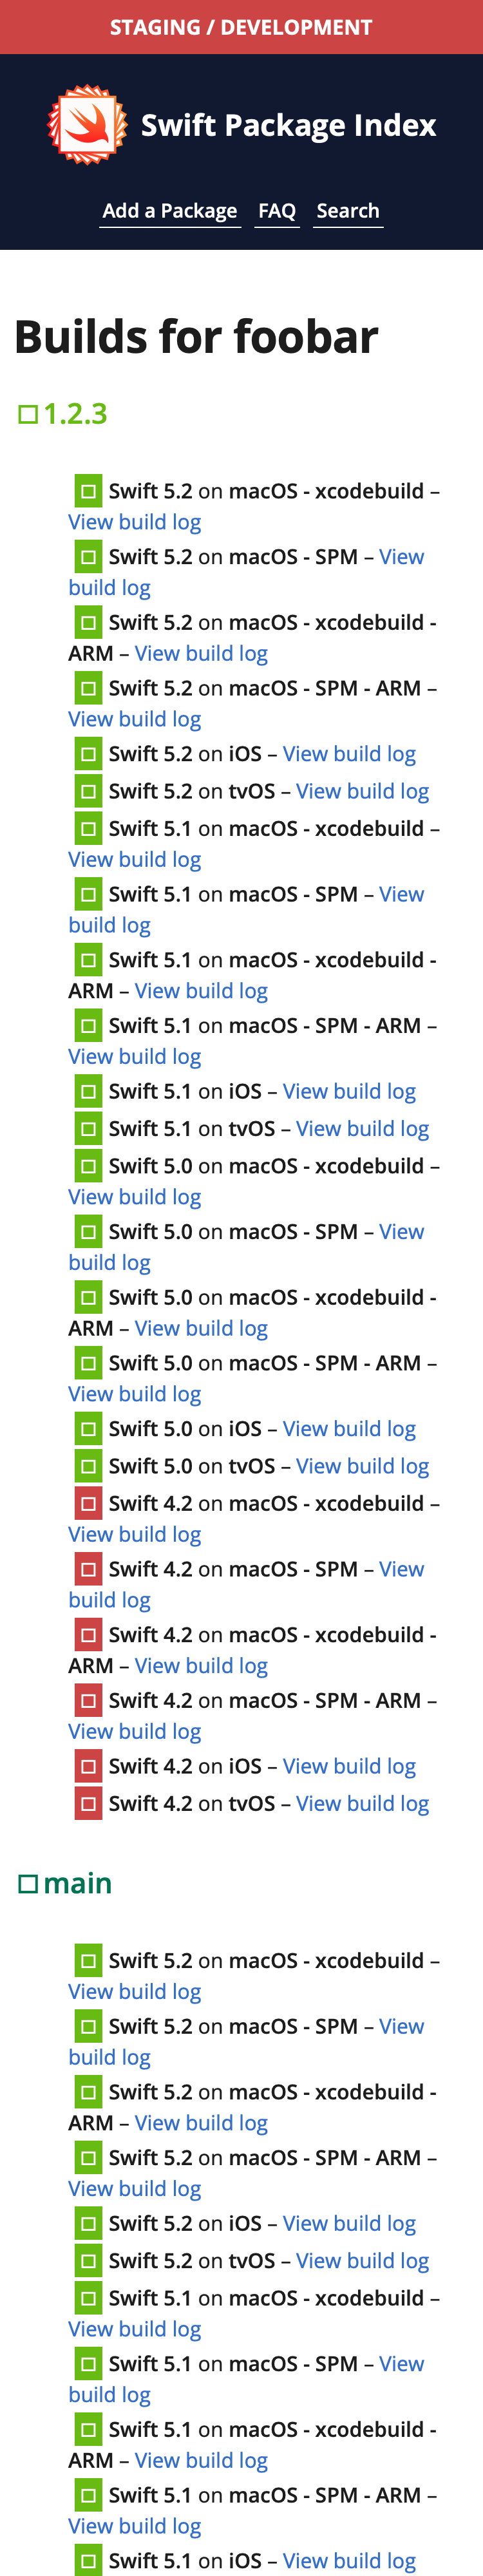 STAGING / DEVELOPMENT
Swift Package Index
Add a Package FAQ Search
Builds for foobar
1.2.3
Swift 5.2 on macOS - xcodebuild –
View build log
Swift 5.2 on macOS - SPM – View
build log
Swift 5.2 on macOS - xcodebuild -
ARM – View build log
Swift 5.2 on macOS - SPM - ARM –
View build log
Swift 5.2 on iOS – View build log
Swift 5.2 on tvOS – View build log
Swift 5.1 on macOS - xcodebuild –
View build log
Swift 5.1 on macOS - SPM – View
build log
Swift 5.1 on macOS - xcodebuild -
ARM – View build log
Swift 5.1 on macOS - SPM - ARM –
View build log
Swift 5.1 on iOS – View build log
Swift 5.1 on tvOS – View build log
Swift 5.0 on macOS - xcodebuild –
View build log
Swift 5.0 on macOS - SPM – View
build log
Swift 5.0 on macOS - xcodebuild -
ARM – View build log
Swift 5.0 on macOS - SPM - ARM –
View build log
Swift 5.0 on iOS – View build log
Swift 5.0 on tvOS – View build log
Swift 4.2 on macOS - xcodebuild –
View build log
Swift 4.2 on macOS - SPM – View
build log
Swift 4.2 on macOS - xcodebuild -
ARM – View build log
Swift 4.2 on macOS - SPM - ARM –
View build log
Swift 4.2 on iOS – View build log
Swift 4.2 on tvOS – View build log
main
Swift 5.2 on macOS - xcodebuild –
View build log
Swift 5.2 on macOS - SPM – View
build log
Swift 5.2 on macOS - xcodebuild -
ARM – View build log
Swift 5.2 on macOS - SPM - ARM –
View build log
Swift 5.2 on iOS – View build log
Swift 5.2 on tvOS – View build log
Swift 5.1 on macOS - xcodebuild –
View build log
Swift 5.1 on macOS - SPM – View
build log
Swift 5.1 on macOS - xcodebuild -
ARM – View build log
Swift 5.1 on macOS - SPM - ARM –
View build log
Swift 5.1 on iOS – View build log